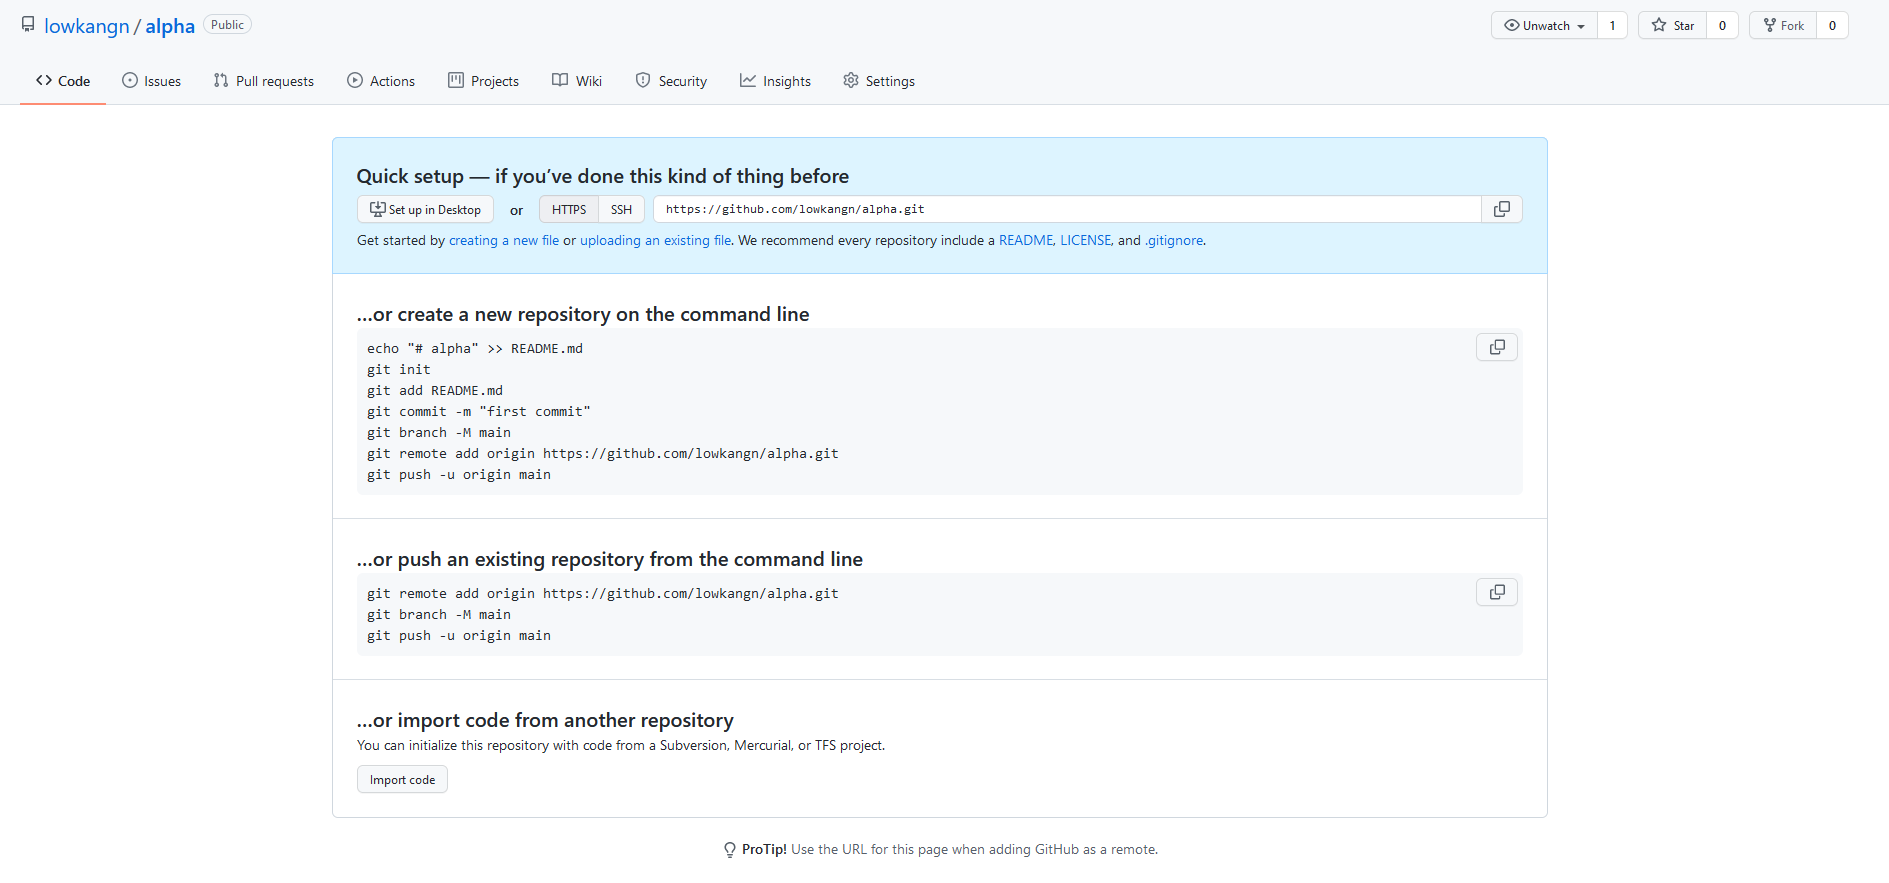 lowkangn / alpha Public
Unwatch 1 Star 0 Fork 0
Code Issues Pull requests Actions Projects Wiki Security Insights Settings
Quick setup — if you’ve done this kind of thing before
Set up in Desktop or HTTPS SSH https://github.com/lowkangn/alpha.git
Get started by creating a new file or uploading an existing file. We recommend every repository include a README, LICENSE, and .gitignore.
…or create a new repository on the command line
echo "# alpha" >> README.md
git init
git add README.md
git commit -m "first commit"
git branch -M main
git remote add origin https://github.com/lowkangn/alpha.git
git push -u origin main
…or push an existing repository from the command line
git remote add origin https://github.com/lowkangn/alpha.git
git branch -M main
git push -u origin main
…or import code from another repository
You can initialize this repository with code from a Subversion, Mercurial, or TFS project.
Import code
ProTip! Use the URL for this page when adding GitHub as a remote.